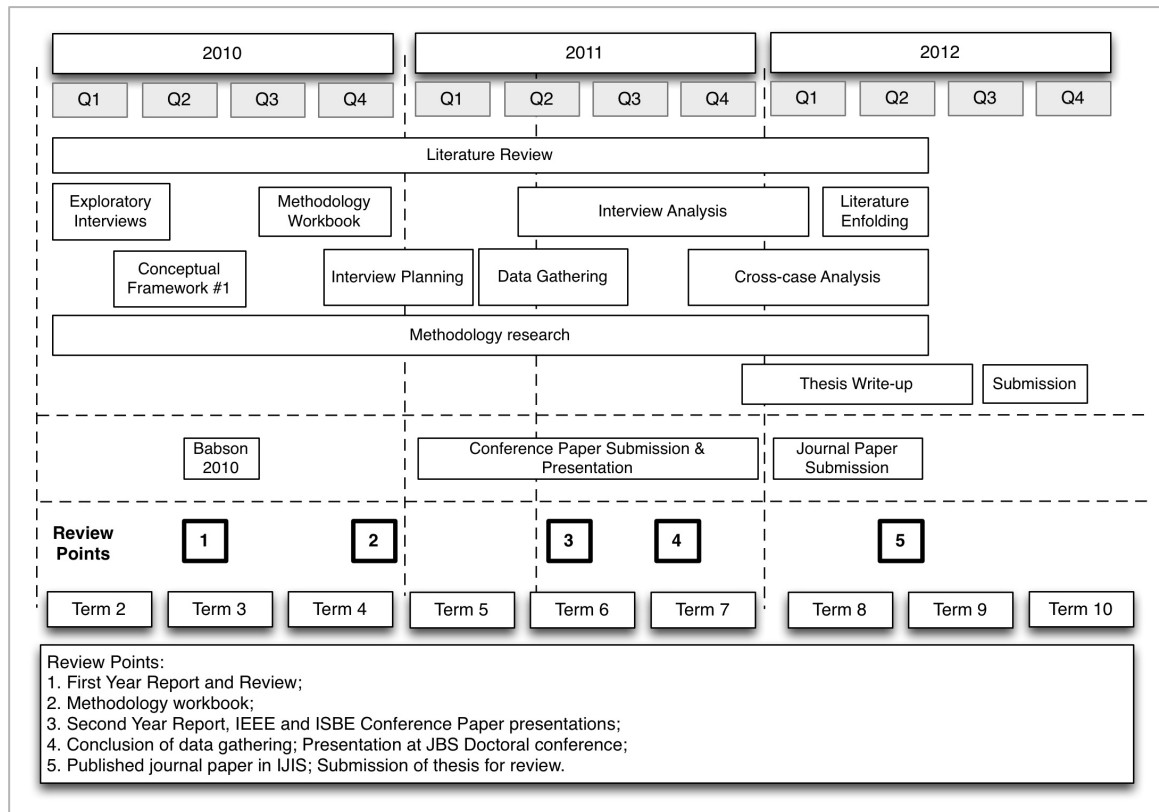 2010
2011
2012
Q1
Q2
Q3
Q4
Q1
Q2
Q3
Q4
Q1
Q2
Q3
Q4
Literature Review
Exploratory
Interviews
Methodology
Workbook
Interview Analysis
Literature
Enfolding
Conceptual
Framework #1
Interview Planning
Data Gathering
Cross-case Analysis
Methodology research
Thesis Write-up
Submission
Babson
2010
Conference Paper Submission &
Presentation
Journal Paper
Submission
Review
Points
1
2
3
4
5
Term 2
Term 3
Term 4
Term 5
Term 6
Term 7
Term 8
Term 9
Term 10
Review Points:
1. First Year Report and Review;
2. Methodology workbook;
3. Second Year Report, IEEE and ISBE Conference Paper presentations;
4. Conclusion of data gathering; Presentation at JBS Doctoral conference;
5. Published journal paper in IJIS; Submission of thesis for review.